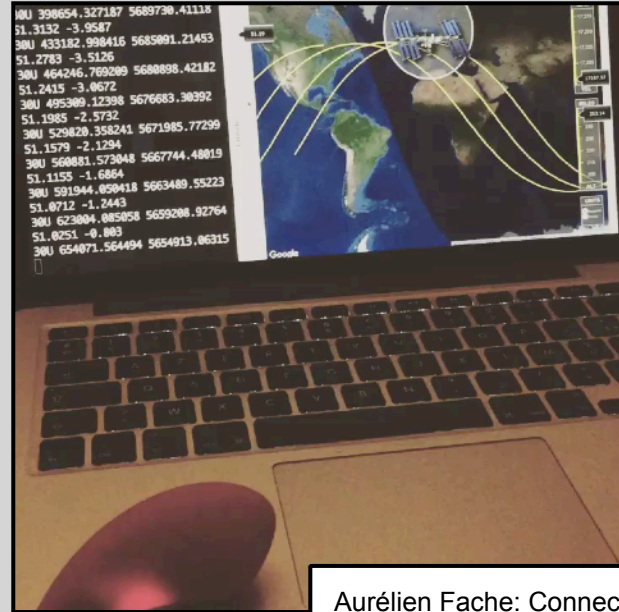 30U 398654.327187 5689730.41118
51.3132 -3.9587
30U 433182.998416 5685091.21453
51.2783 -3.5126
30U 464246.769209 5680898.42182
51.2415 -3.0672
30U 495309.12398 5676683.30392
51.1985 -2.5732
30U 529820.358241 5671985.77299
51.1579 -2.1294
30U 560881.573048 5667744.48019
51.1155 -1.6864
30U 591944.050418 5663489.55223
51.0712 -1.2443
30U 623004.085058 5659208.92764
51.0251 -0.803
30U 654071.564494 5654913.06315
51.29
Google
Aurélien Fache: Connec